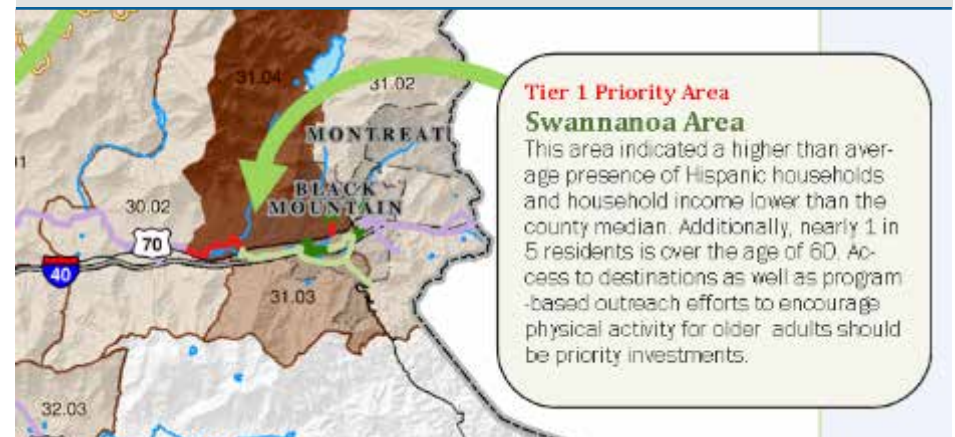 31.04
31.02
MONTREAT
BLACK
MOUNTAIN
30.02
70
40
31.03
32.03
Tier 1 Priority Area
Swannanoa Area
This area indicated a higher than aver-
age presence of Hispanic households
and household income lower than the
county median. Additionally, nearly 1 in
5 residents is over the age of 60. Ac-
cess to destinations as well as program
-based outreach efforts to encourage
physical activity for older adults should
be priority investments.